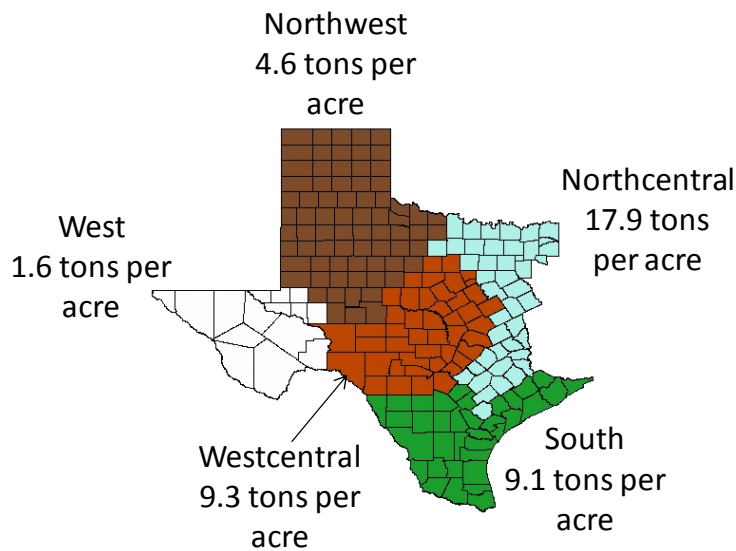 Northwest
4.6 tons per
acre
Northcentral
17.9 tons
per acre
West
1.6 tons per
acre
Westcentral
9.3 tons per
acre
South
9.1 tons per
acre